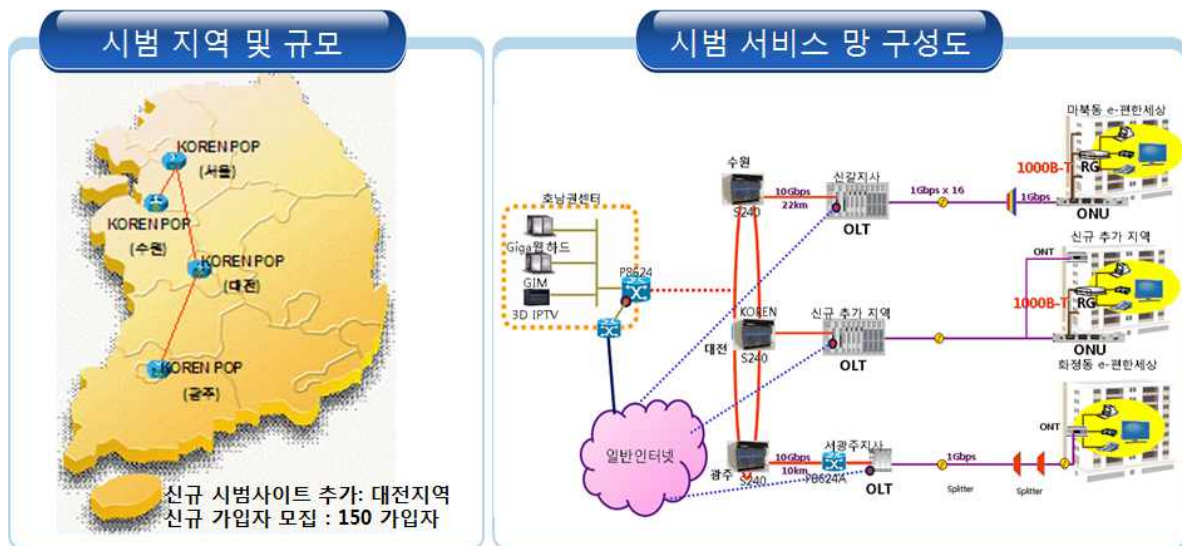 시범 지역 및 규모
KOREN POP
(서울)
KOREN POP
(수원)
KOREN POP
(대전)
KOREN POP
(광주)
신규 시범사이트 추가: 대전지역
신규 가입자 모집 : 150 가입자
시범 서비스 망 구성도
호남권센터
Giga웹하드
GIM
3D IPTV
P8624
일반인터넷
수원
S240
10Gbps
22km
신갈지사
OLT
1Gbps x 16
1Gbps
마북동 e-편한세상
1000B-T
RG
ONU
KOREN
대전
S240
신규 추가 지역
OLT
신규 추가 지역
ONT
1000B-T
RG
ONU
광주
S240
10Gbps
10km
P8624A
서광주지사
OLT
1Gbps
Splitter
Splitter
화정동 e-편한세상
ONT